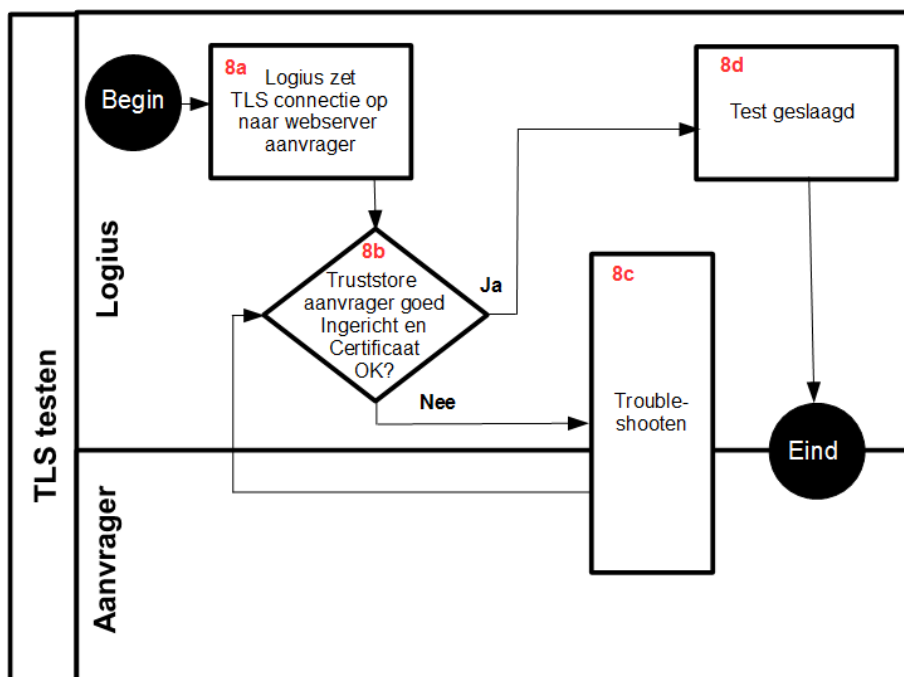 TLS testen
Logius
Begin
8a
Logius zet
TLS connectie op
naar webserver
aanvrager
8b
Truststore
aanvrager goed
Ingericht en
Certificaat
OK?
Ja
Nee
8c
Trouble-
shooten
8d
Test geslaagd
Eind
Aanvrager